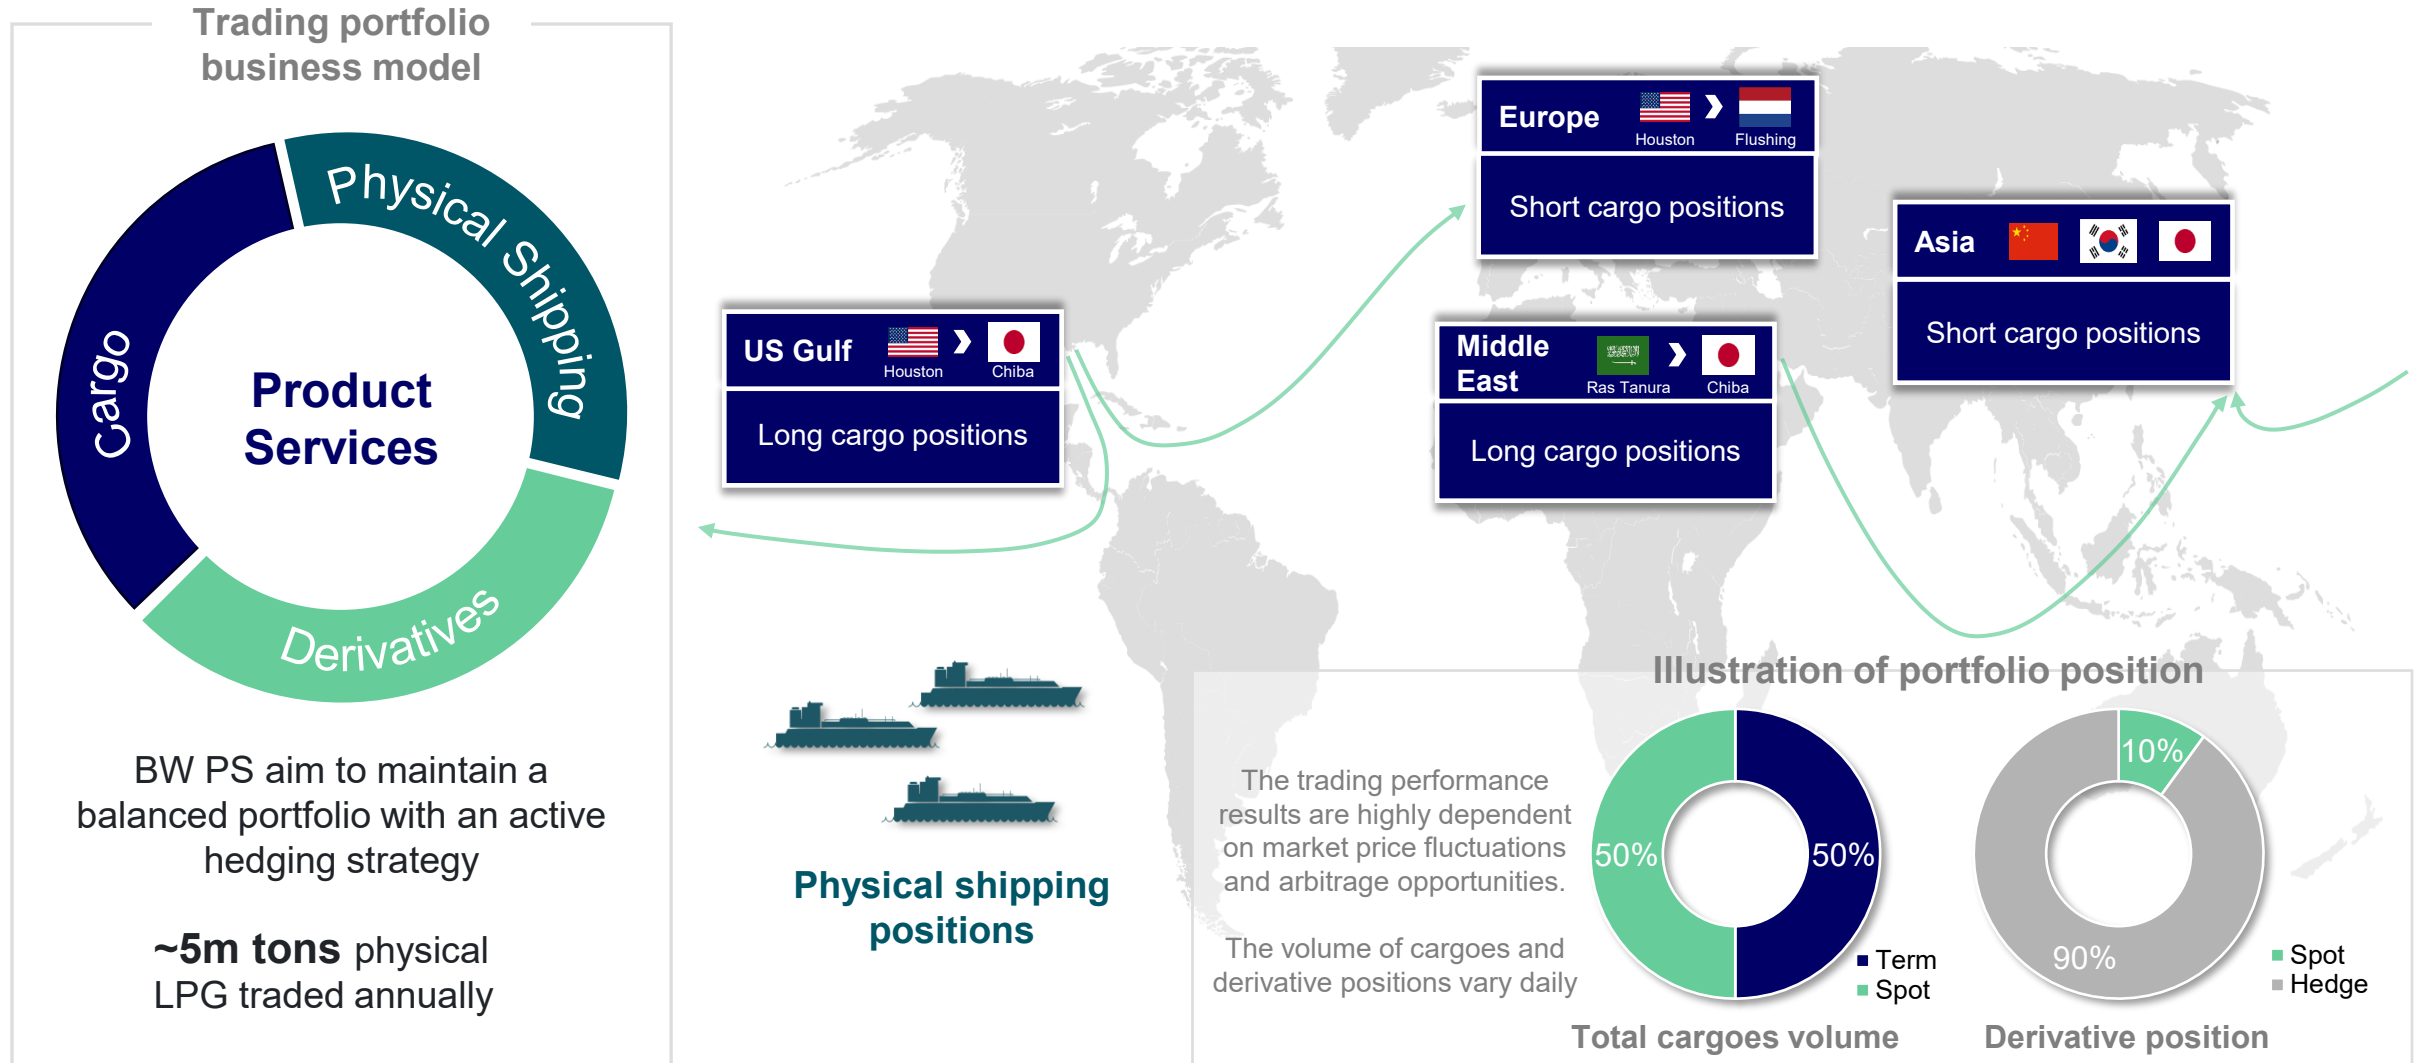 Trading portfolio
business model
Physical Shipping
Cargo
Derivatives
Product
Services
BW PS aim to maintain a
balanced portfolio with an active
hedging strategy
~5m tons physical
LPG traded annually
US Gulf
Houston
Chiba
Long cargo positions
Europe
Houston
Flushing
Short cargo positions
Middle
East
Ras Tanura
Chiba
Long cargo positions
Asia
Short cargo positions
Physical shipping
positions
Illustration of portfolio position
The trading performance
results are highly dependent
on market price fluctuations
and arbitrage opportunities.
The volume of cargoes and
derivative positions vary daily
50%
50%
Term
Spot
Total cargoes volume
10%
90%
Spot
Hedge
Derivative position